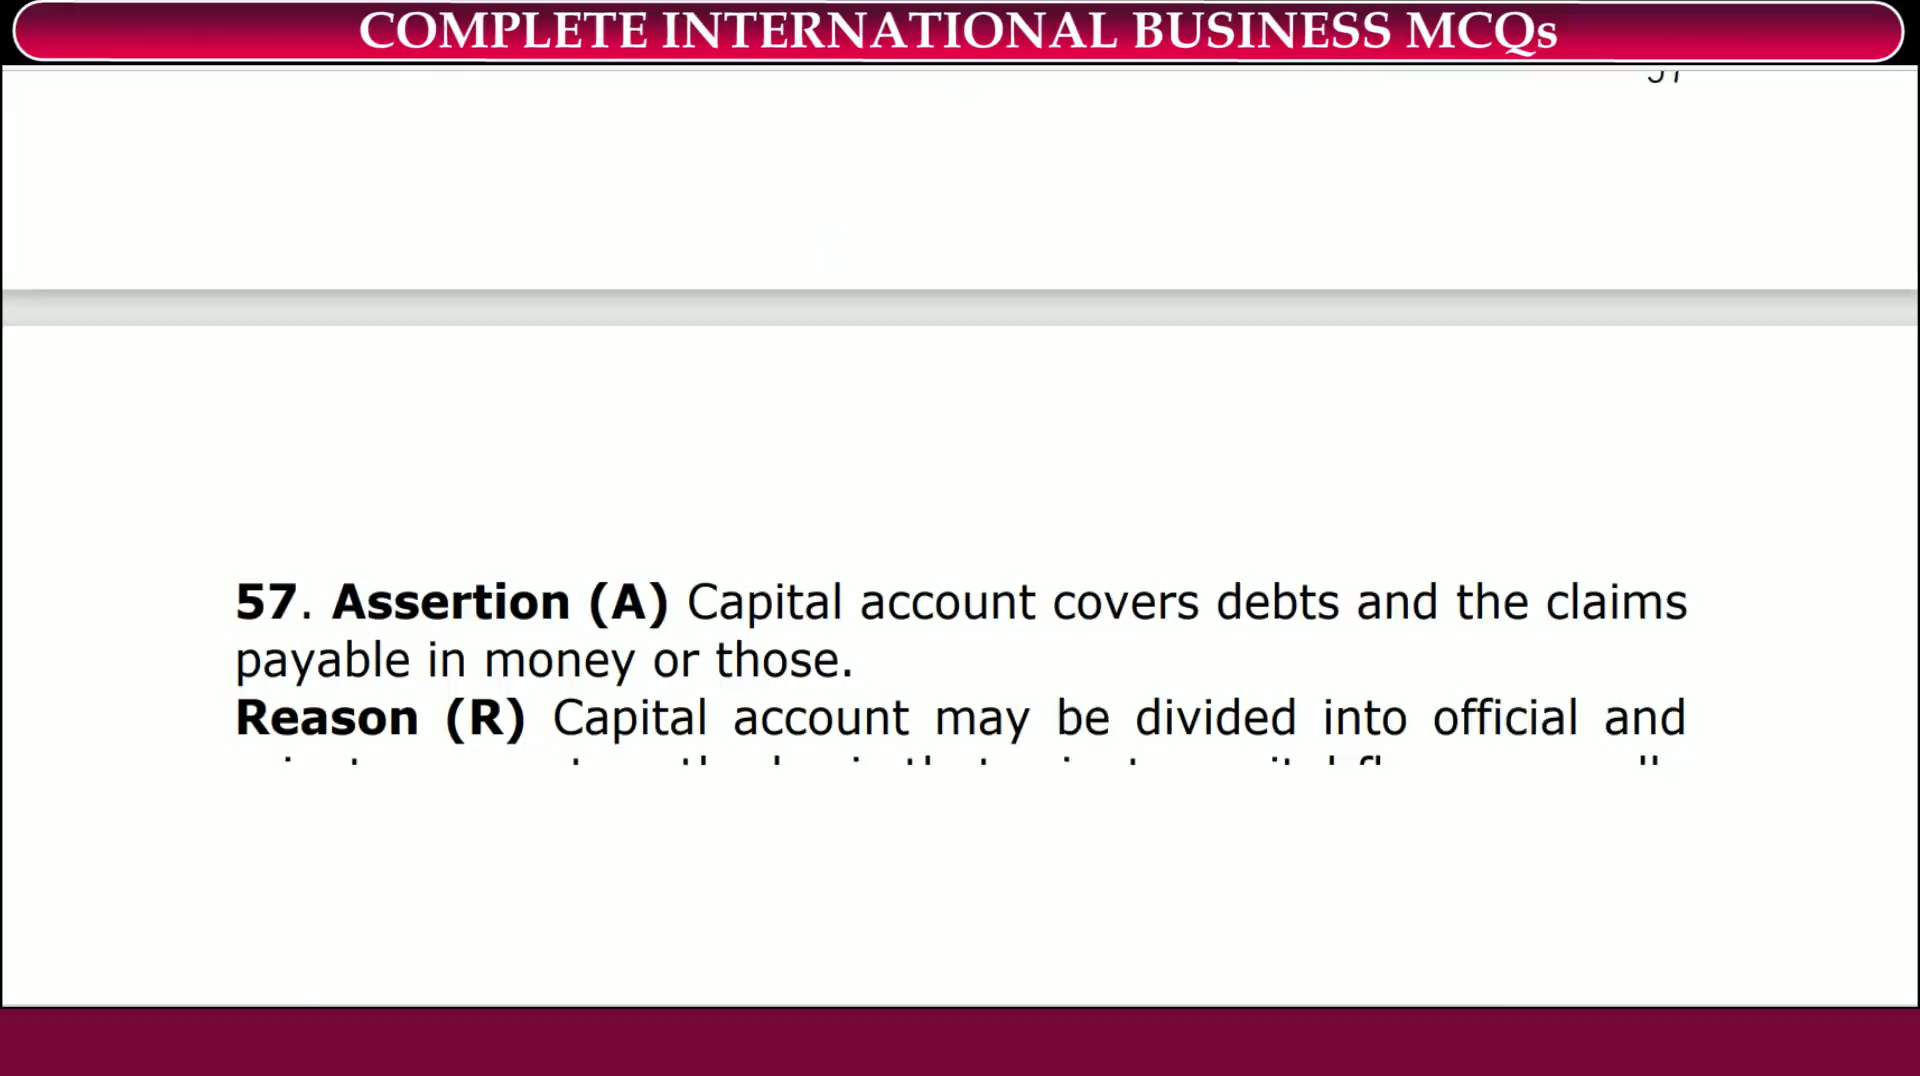 COMPLETE INTERNATIONAL BUSINESS MCQs
57. Assertion (A) Capital account covers debts and the claims
payable in money or those.
Reason (R) Capital account may be divided into official and